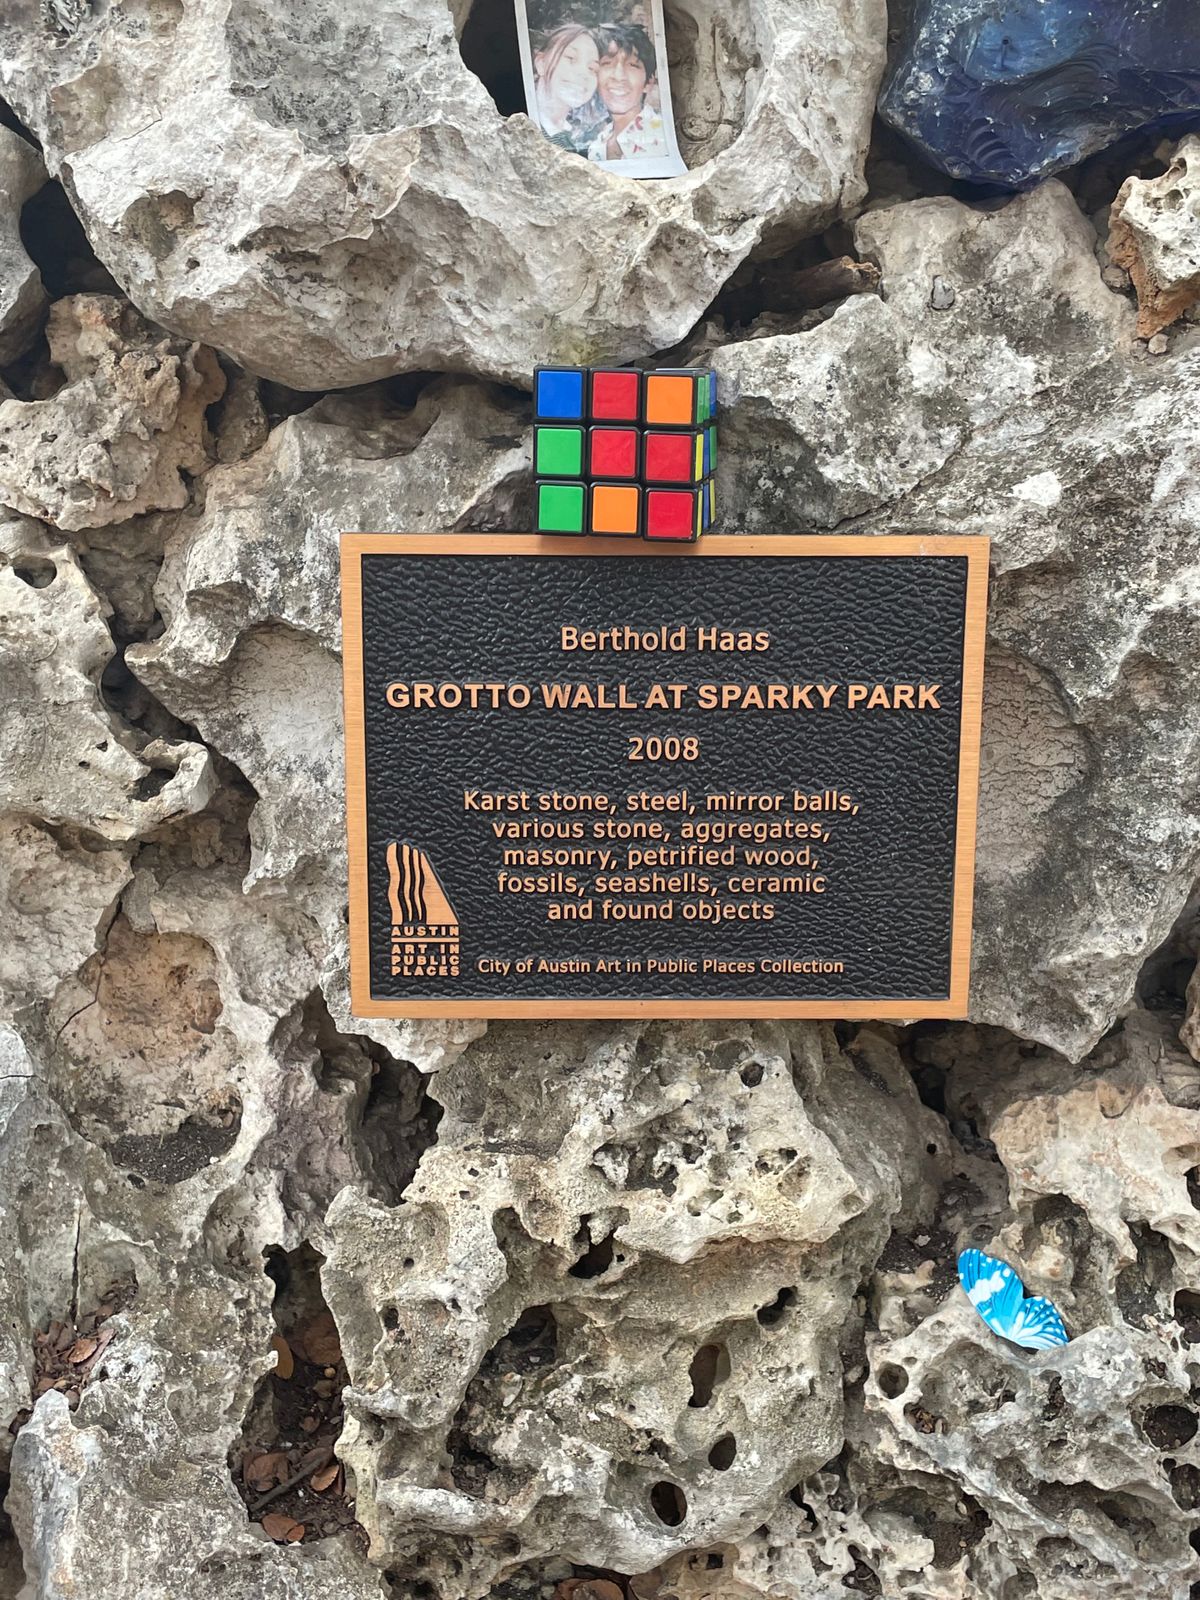 Berthold Haas
GROTTO WALL AT SPARKY PARK
2008
Karst stone, steel, mirror balls,
various stone, aggregates,
masonry, petrified wood,
fossils, seashells, ceramic
and found objects
AUSTIN
ART IN
PUBLIC
PLACES
City of Austin Art in Public Places Collection